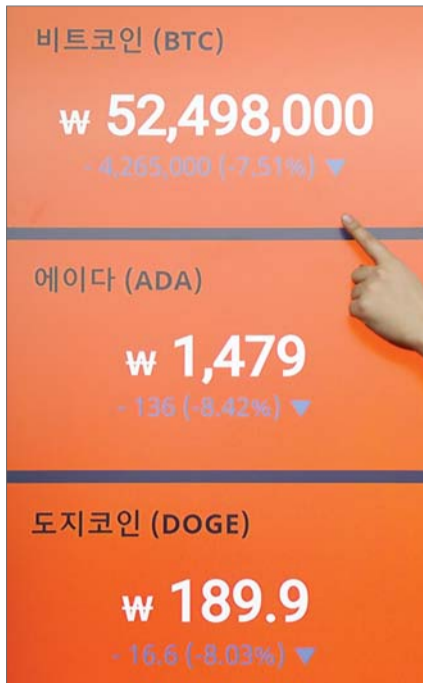 비트코인 (BTC)
₩ 52,498,000
- 4,265,000 (-7.51%) ▼
에이다 (ADA)
₩ 1,479
- 136 (-8.42%) ▼
도지코인 (DOGE)
₩ 189.9
- 16.6 (-8.03%) ▼